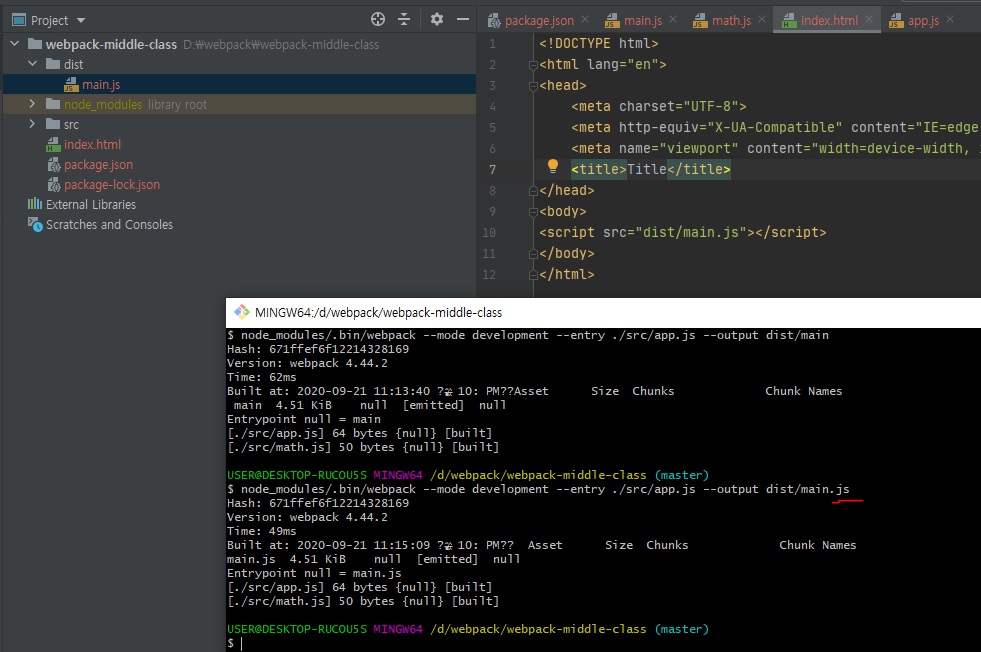 Project
package.json
main.js
math.js
index.html
app.js
webpack-middle-class D:₩webpack₩webpack-middle-class
dist
main.js
node_modules library root
src
index.html
package.json
package-lock.json
External Libraries
Scratches and Consoles
1 <!DOCTYPE html>
2 <html lang="en">
3 <head>
4 <meta charset="UTF-8">
5 <meta http-equiv="X-UA-Compatible" content="IE=edge
6 <meta name="viewport" content="width=device-width,
7 <title>Title</title>
8 </head>
9 <body>
10 <script src="dist/main.js"></script>
11 </body>
12 </html>
MINGW64:/d/webpack/webpack-middle-class
$ node_modules/.bin/webpack --mode development --entry ./src/app.js --output dist/main
Hash: 671ffef6f12214328169
Version: webpack 4.44.2
Time: 62ms
Built at: 2020-09-21 11:13:40 ? 10: PM??Asset Size Chunks Chunk Names
main 4.51 KiB null [emitted] null
Entrypoint null = main
[./src/app.js] 64 bytes {null} [built]
[./src/math.js] 50 bytes {null} [built]
USER@DESKTOP-RUCOU5S MINGW64 /d/webpack/webpack-middle-class (master)
$ node_modules/.bin/webpack --mode development --entry ./src/app.js --output dist/main.js
Hash: 671ffef6f12214328169
Version: webpack 4.44.2
Time: 49ms
Built at: 2020-09-21 11:15:09 ? 10: PM?? Asset Size Chunks Chunk Names
main.js 4.51 KiB null [emitted] null
Entrypoint null = main.js
[./src/app.js] 64 bytes {null} [built]
[./src/math.js] 50 bytes {null} [built]
USER@DESKTOP-RUCOU5S MINGW64 /d/webpack/webpack-middle-class (master)
$